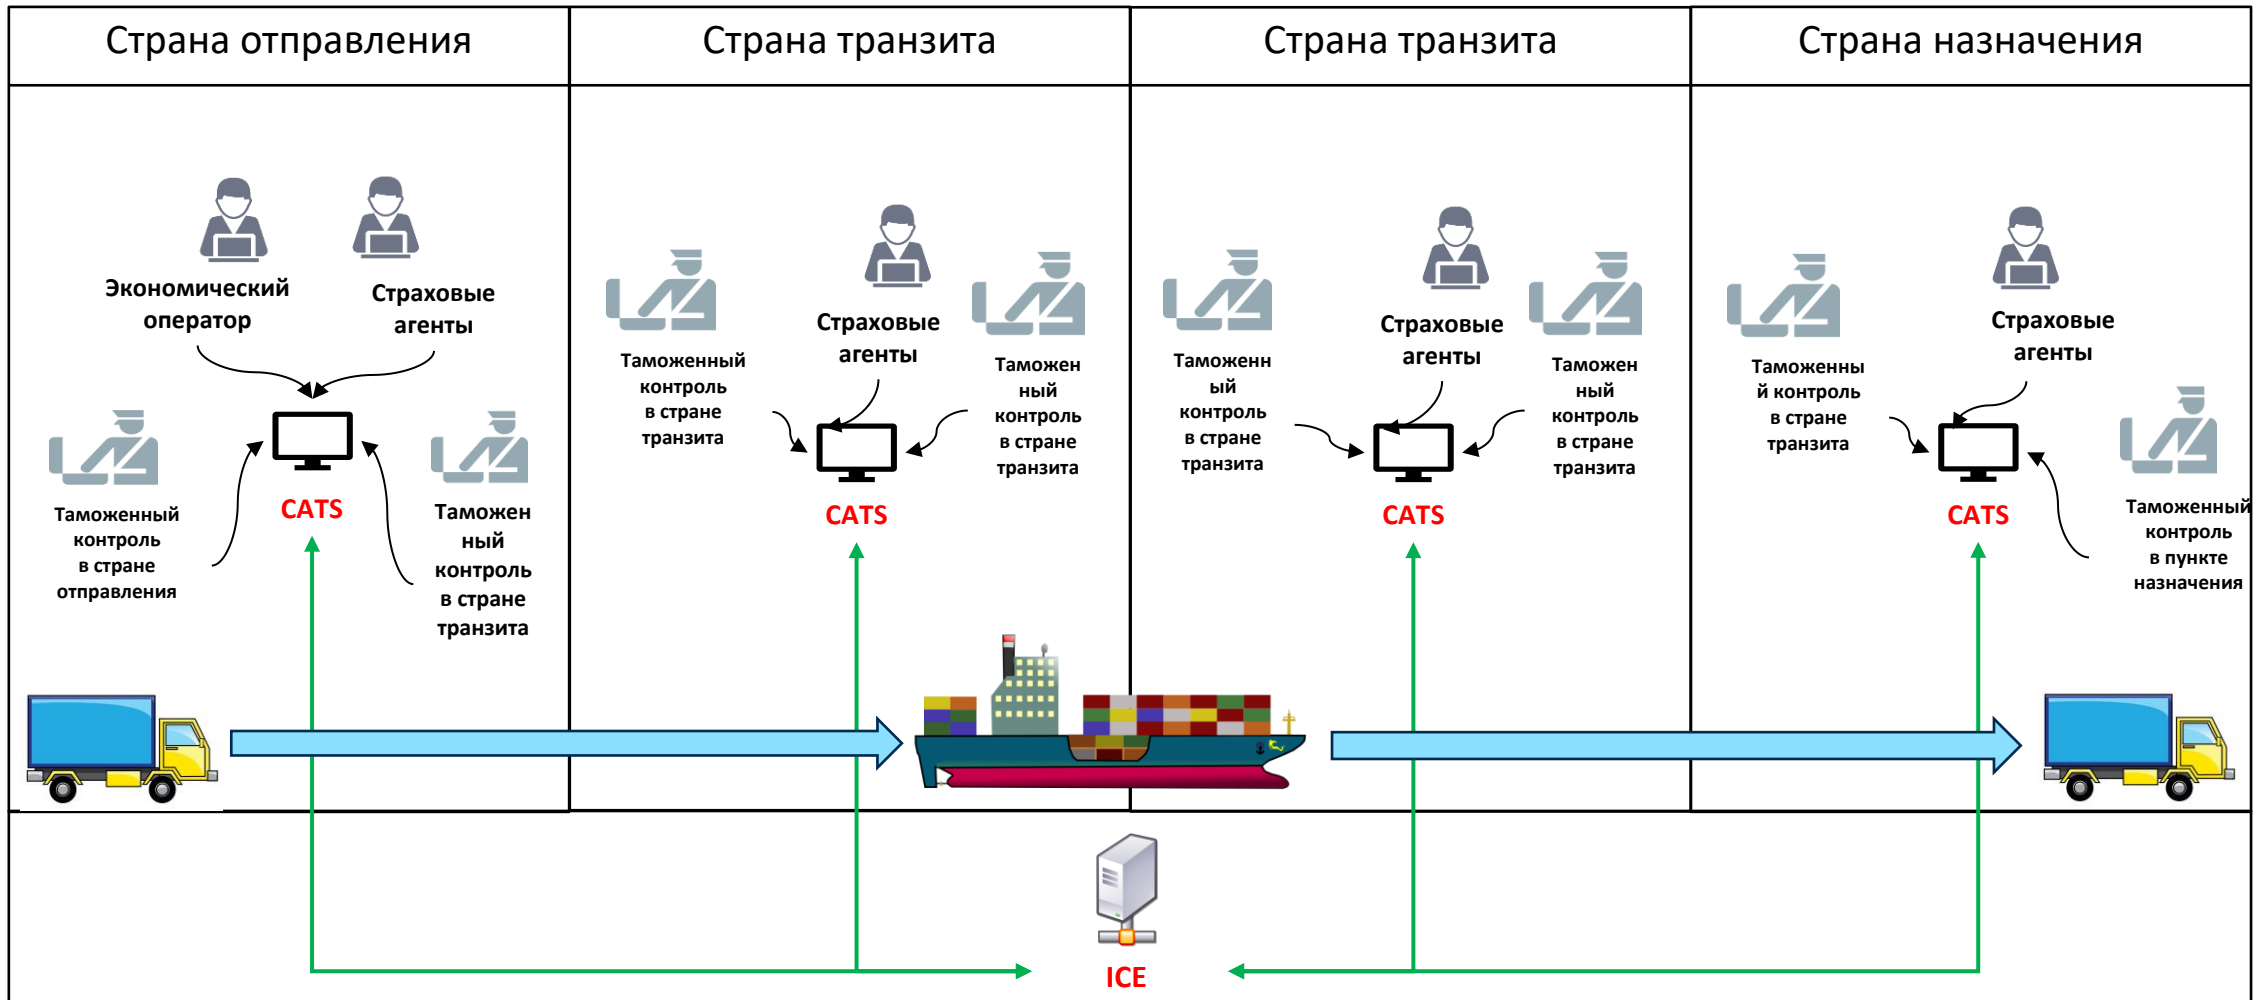 Страна отправления
Страна транзита
Страна транзита
Страна назначения
Экономический
оператор
Страховые
агенты
Таможенный
контроль
в стране
отправления
CATS
Таможен
ный
контроль
в стране
транзита
Таможенный
контроль
в стране
транзита
Страховые
агенты
CATS
Таможен
ный
контроль
в стране
транзита
Таможенн
ый
контроль
в стране
транзита
Страховые
агенты
CATS
Таможен
ный
контроль
в стране
транзита
Таможенны
й контроль
в стране
транзита
Страховые
агенты
CATS
Таможенный
контроль
в пункте
назначения
ICE